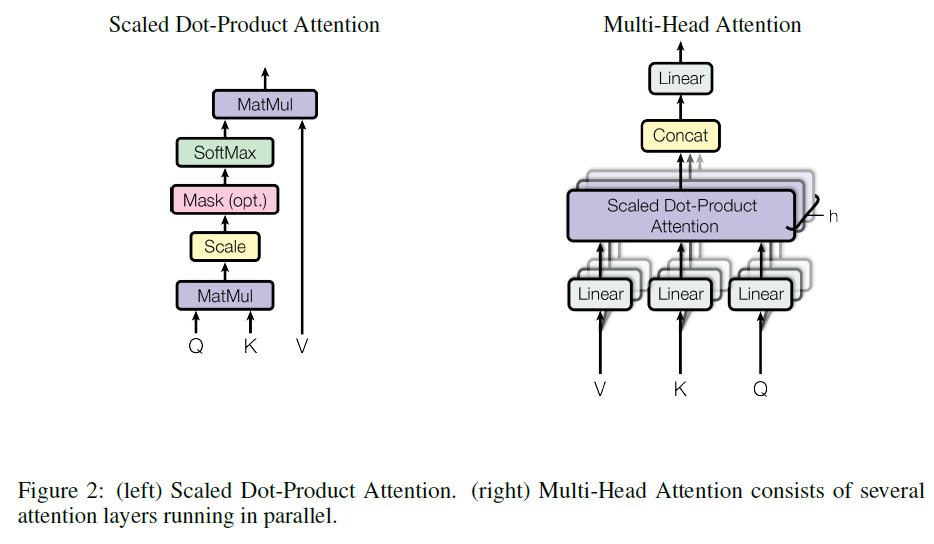 Scaled Dot-Product Attention
MatMul
SoftMax
Mask (opt.)
Scale
MatMul
Q K V
Multi-Head Attention
Linear
Concat
Scaled Dot-Product
Attention
h
Linear Linear Linear
V K Q
Figure 2: (left) Scaled Dot-Product Attention. (right) Multi-Head Attention consists of several
attention layers running in parallel.